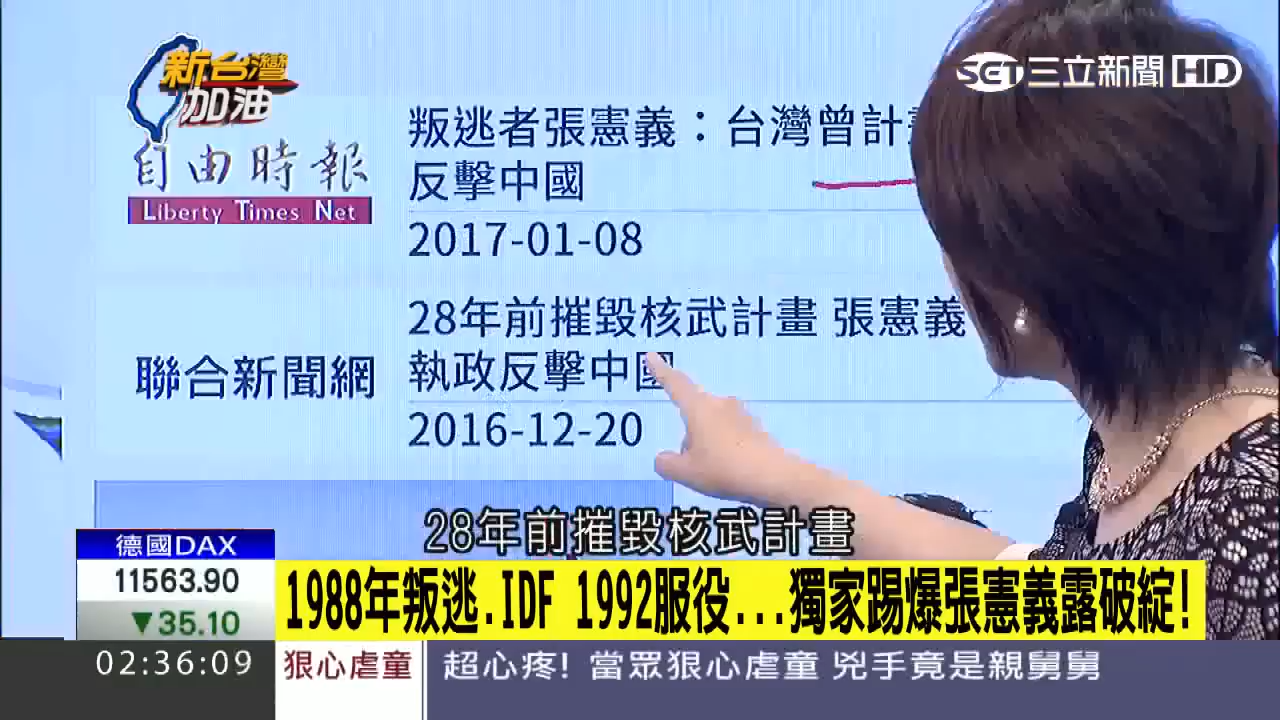 新台灣
加油
SET三立新聞HD
自由時報
Liberty Times Net
叛逃者張憲義：台灣曾計
反擊中國
2017-01-08
聯合新聞網
28年前摧毀核武計畫 張憲義
執政反擊中國
2016-12-20
28年前摧毀核武計畫
德國DAX
11563.90
▼35.10
1988年叛逃.IDF 1992服役...獨家踢爆張憲義露破綻!
02:36:09
狠心虐童
超心疼! 當眾狠心虐童 兇手竟是親舅舅